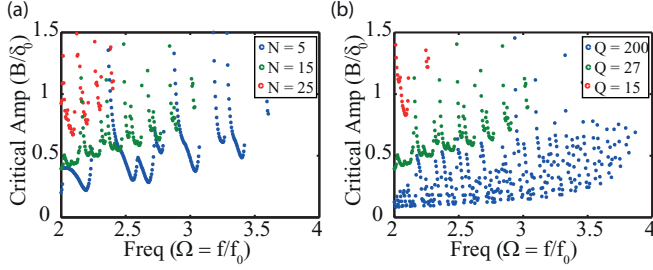 (a)
Critical Amp (B/δ0)
1.5
1
0.5
0
2
2.5
3
3.5
4
Freq (Ω = f/f0)
N = 5
N = 15
N = 25
(b)
Critical Amp (B/δ0)
1.5
1
0.5
0
2
2.5
3
3.5
4
Freq (Ω = f/f0)
Q = 200
Q = 27
Q = 15